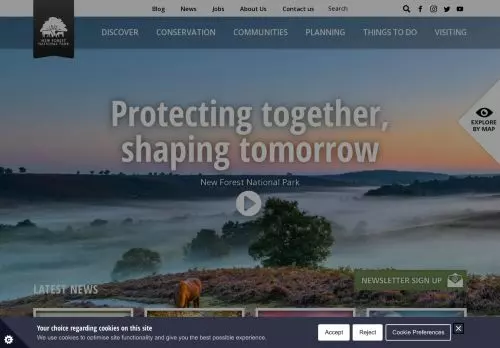 Blog News Jobs About Us Contact us Search
NEW FOREST
NATIONAL PARK
DISCOVER CONSERVATION COMMUNITIES PLANNING THINGS TO DO VISITING
Protecting together,
shaping tomorrow
New Forest National Park
EXPLORE
BY MAP
NEWSLETTER SIGN UP
LATEST NEWS
Your choice regarding cookies on this site
We use cookies to optimise site functionality and give you the best possible experience.
Accept Reject Cookie Preferences